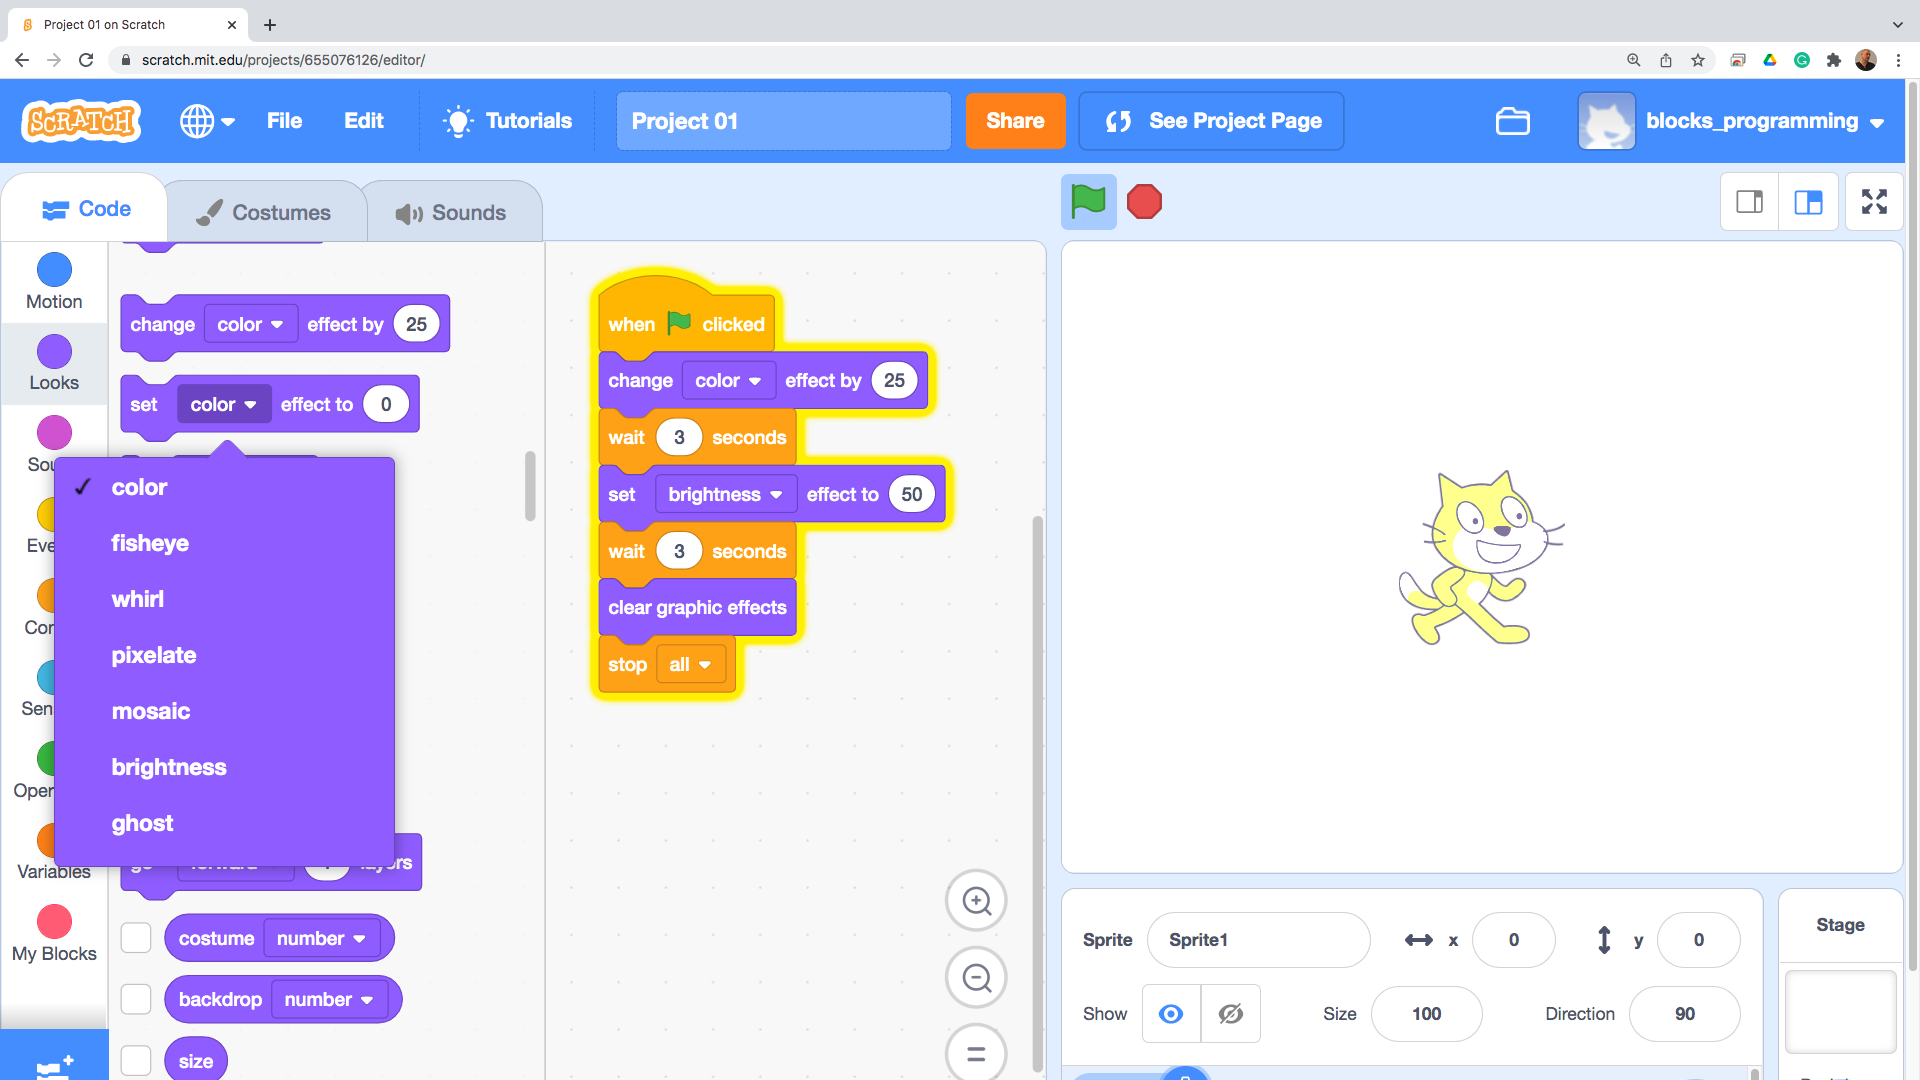 Project 01 on Scratch
scratch.mit.edu/projects/655076126/editor/
SCRATCH
File
Edit
Tutorials
Project 01
Share
See Project Page
blocks_programming
Code
Costumes
Sounds
Motion
Looks
Sou
Eve
Con
Sen
Oper
Variables
My Blocks
change color effect by 25
set color effect to 0
✓ color
fisheye
whirl
pixelate
mosaic
brightness
ghost
costume number
backdrop number
size
when clicked
change color effect by 25
wait 3 seconds
set brightness effect to 50
wait 3 seconds
clear graphic effects
stop all
Sprite Sprite1 x 0 y 0
Show Size 100 Direction 90
Stage